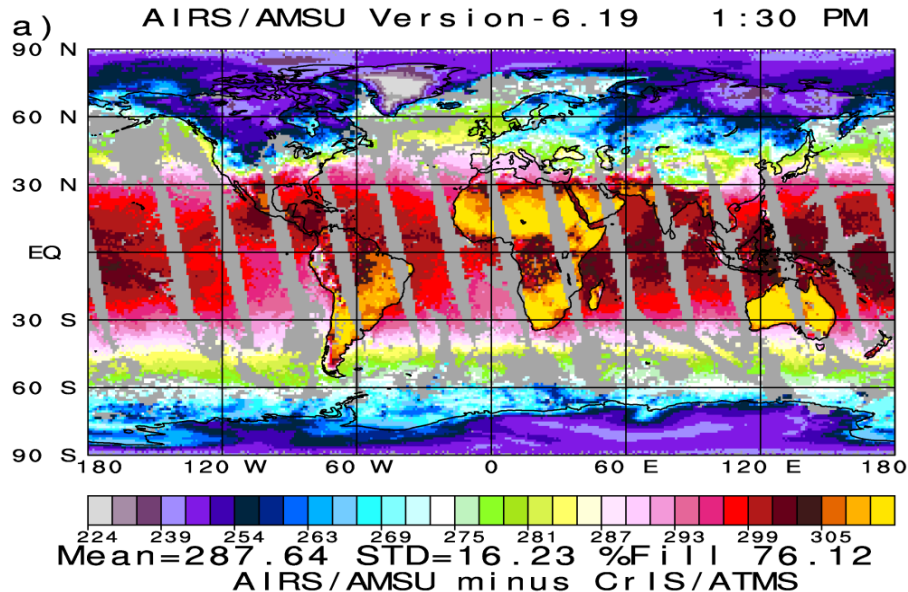 a) AIRS/AMSU Version-6.19 1:30 PM
90 N
60 N
30 N
EQ
30 S
60 S
90 S
180 120 W 60 W 0 60 E 120 E 180
224 239 254 263 269 275 281 287 293 299 305
Mean=287.64 STD=16.23 %Fill 76.12
AIRS/AMSU minus CrIS/ATMS